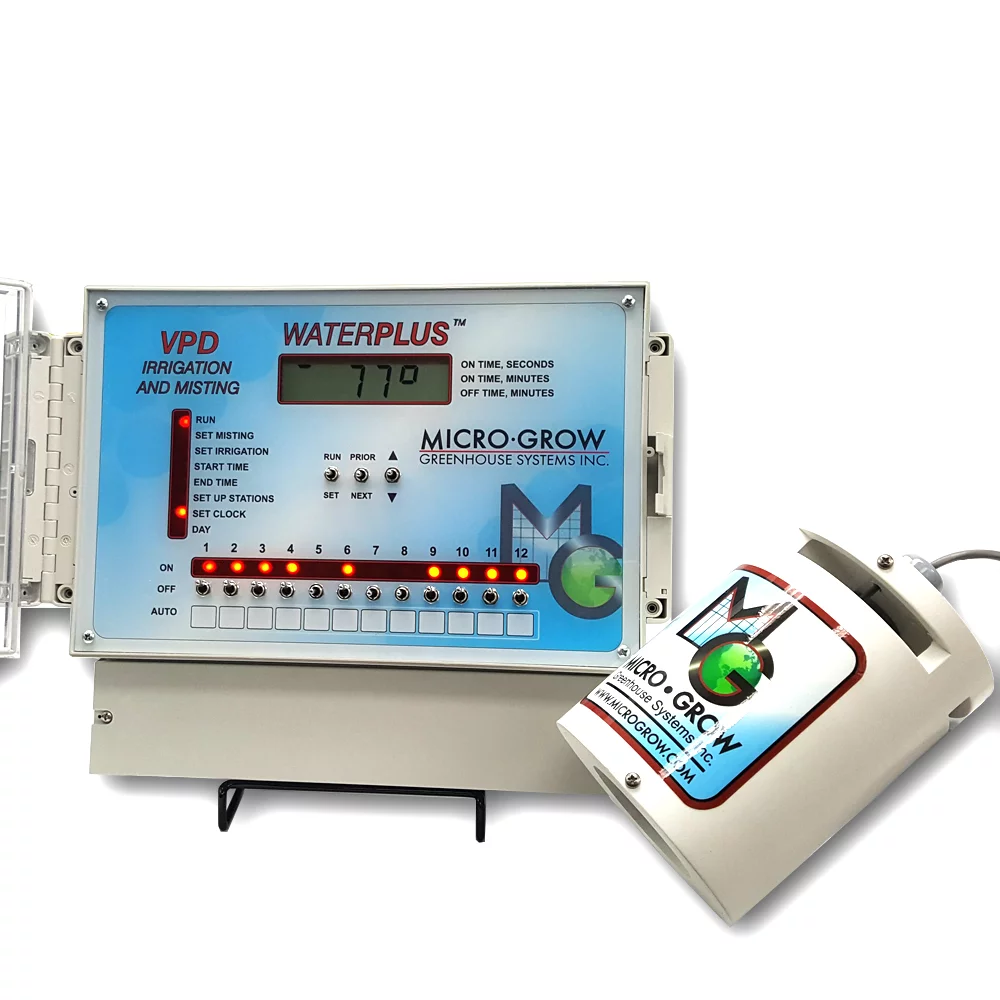 VPD
IRRIGATION
AND MISTING
WATERPLUS™
77°
ON TIME, SECONDS
ON TIME, MINUTES
OFF TIME, MINUTES
RUN
SET MISTING
SET IRRIGATION
START TIME
END TIME
SET UP STATIONS
SET CLOCK
DAY
RUN PRIOR ▲
SET NEXT ▼
MICRO·GROW
GREENHOUSE SYSTEMS INC.
MG
1 2 3 4 5 6 7 8 9 10 11 12
ON
OFF
AUTO
MG
MICRO•GROW
Greenhouse Systems Inc.
WWW.MICROGROW.COM